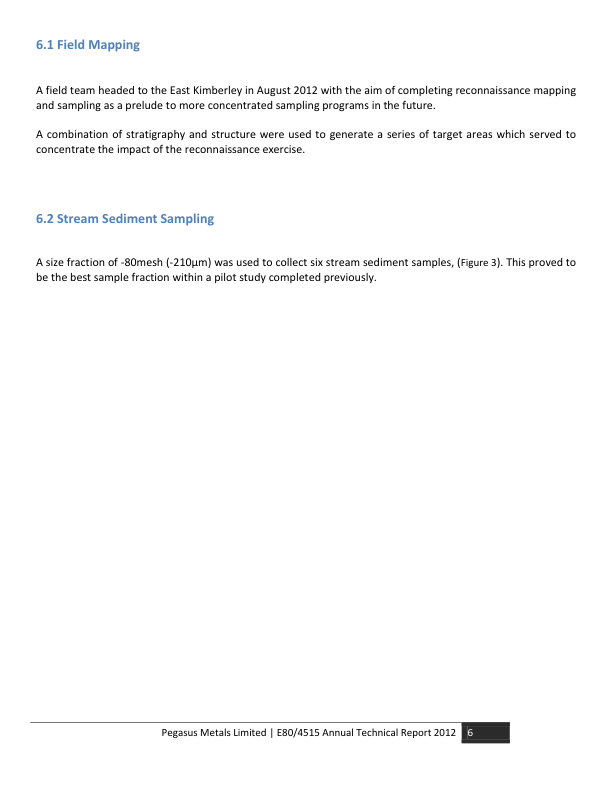 6.1 Field Mapping
A field team headed to the East Kimberley in August 2012 with the aim of completing reconnaissance mapping
and sampling as a prelude to more concentrated sampling programs in the future.
A combination of stratigraphy and structure were used to generate a series of target areas which served to
concentrate the impact of the reconnaissance exercise.
6.2 Stream Sediment Sampling
A size fraction of -80mesh (-210µm) was used to collect six stream sediment samples, (Figure 3). This proved to
be the best sample fraction within a pilot study completed previously.
Pegasus Metals Limited | E80/4515 Annual Technical Report 2012 6